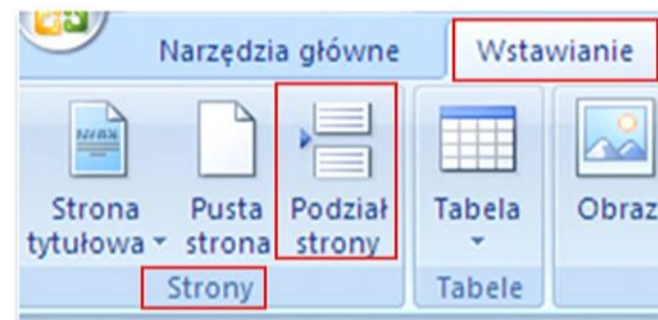 Narzędzia główne Wstawianie
Strona tytułowa
Pusta strona
Podział strony
Tabela
Obraz
Strony
Tabele